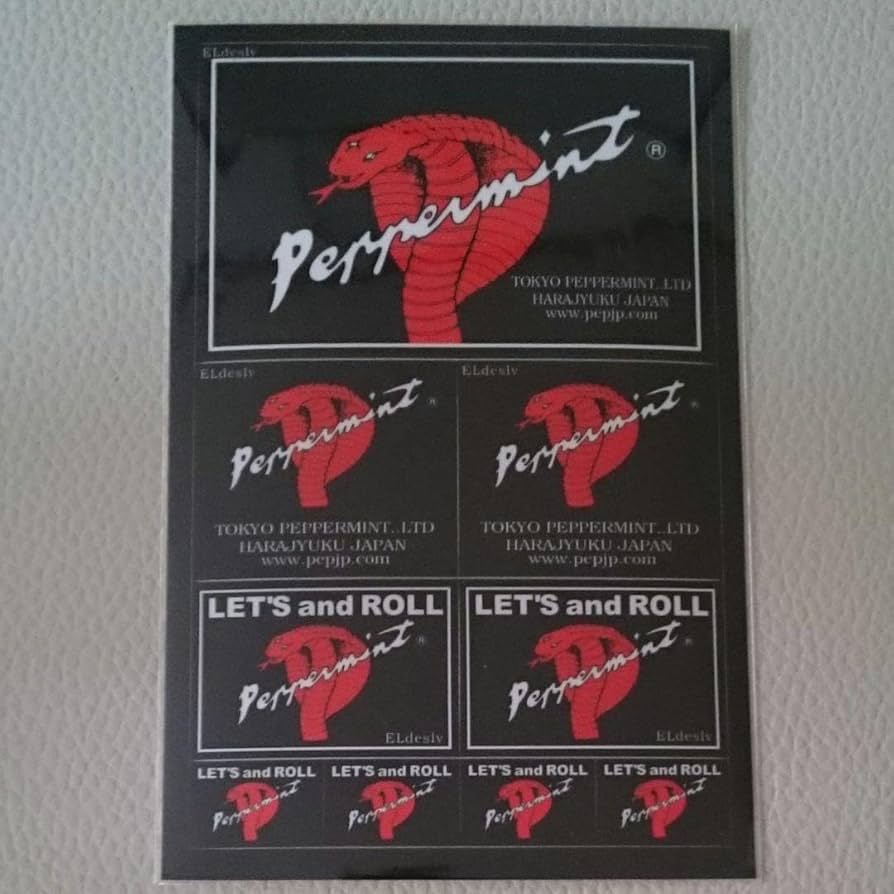 ELdeslv
Peppermint ®
TOKYO PEPPERMINT..LTD
HARAJYUKU JAPAN
www.pepjp.com
ELdeslv
Peppermint ®
TOKYO PEPPERMINT..LTD
HARAJYUKU JAPAN
www.pepjp.com
ELdeslv
Peppermint ®
TOKYO PEPPERMINT..LTD
HARAJYUKU JAPAN
www.pepjp.com
LET'S and ROLL
Peppermint ®
ELdeslv
LET'S and ROLL
Peppermint ®
ELdeslv
LET'S and ROLL
Peppermint
LET'S and ROLL
Peppermint
LET'S and ROLL
Peppermint
LET'S and ROLL
Peppermint